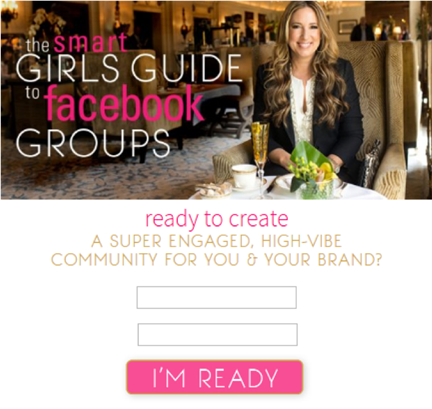 the smart
GIRLS GUIDE
to facebook
GROUPS
ready to create
A SUPER ENGAGED, HIGH-VIBE
COMMUNITY FOR YOU & YOUR BRAND?
I'M READY